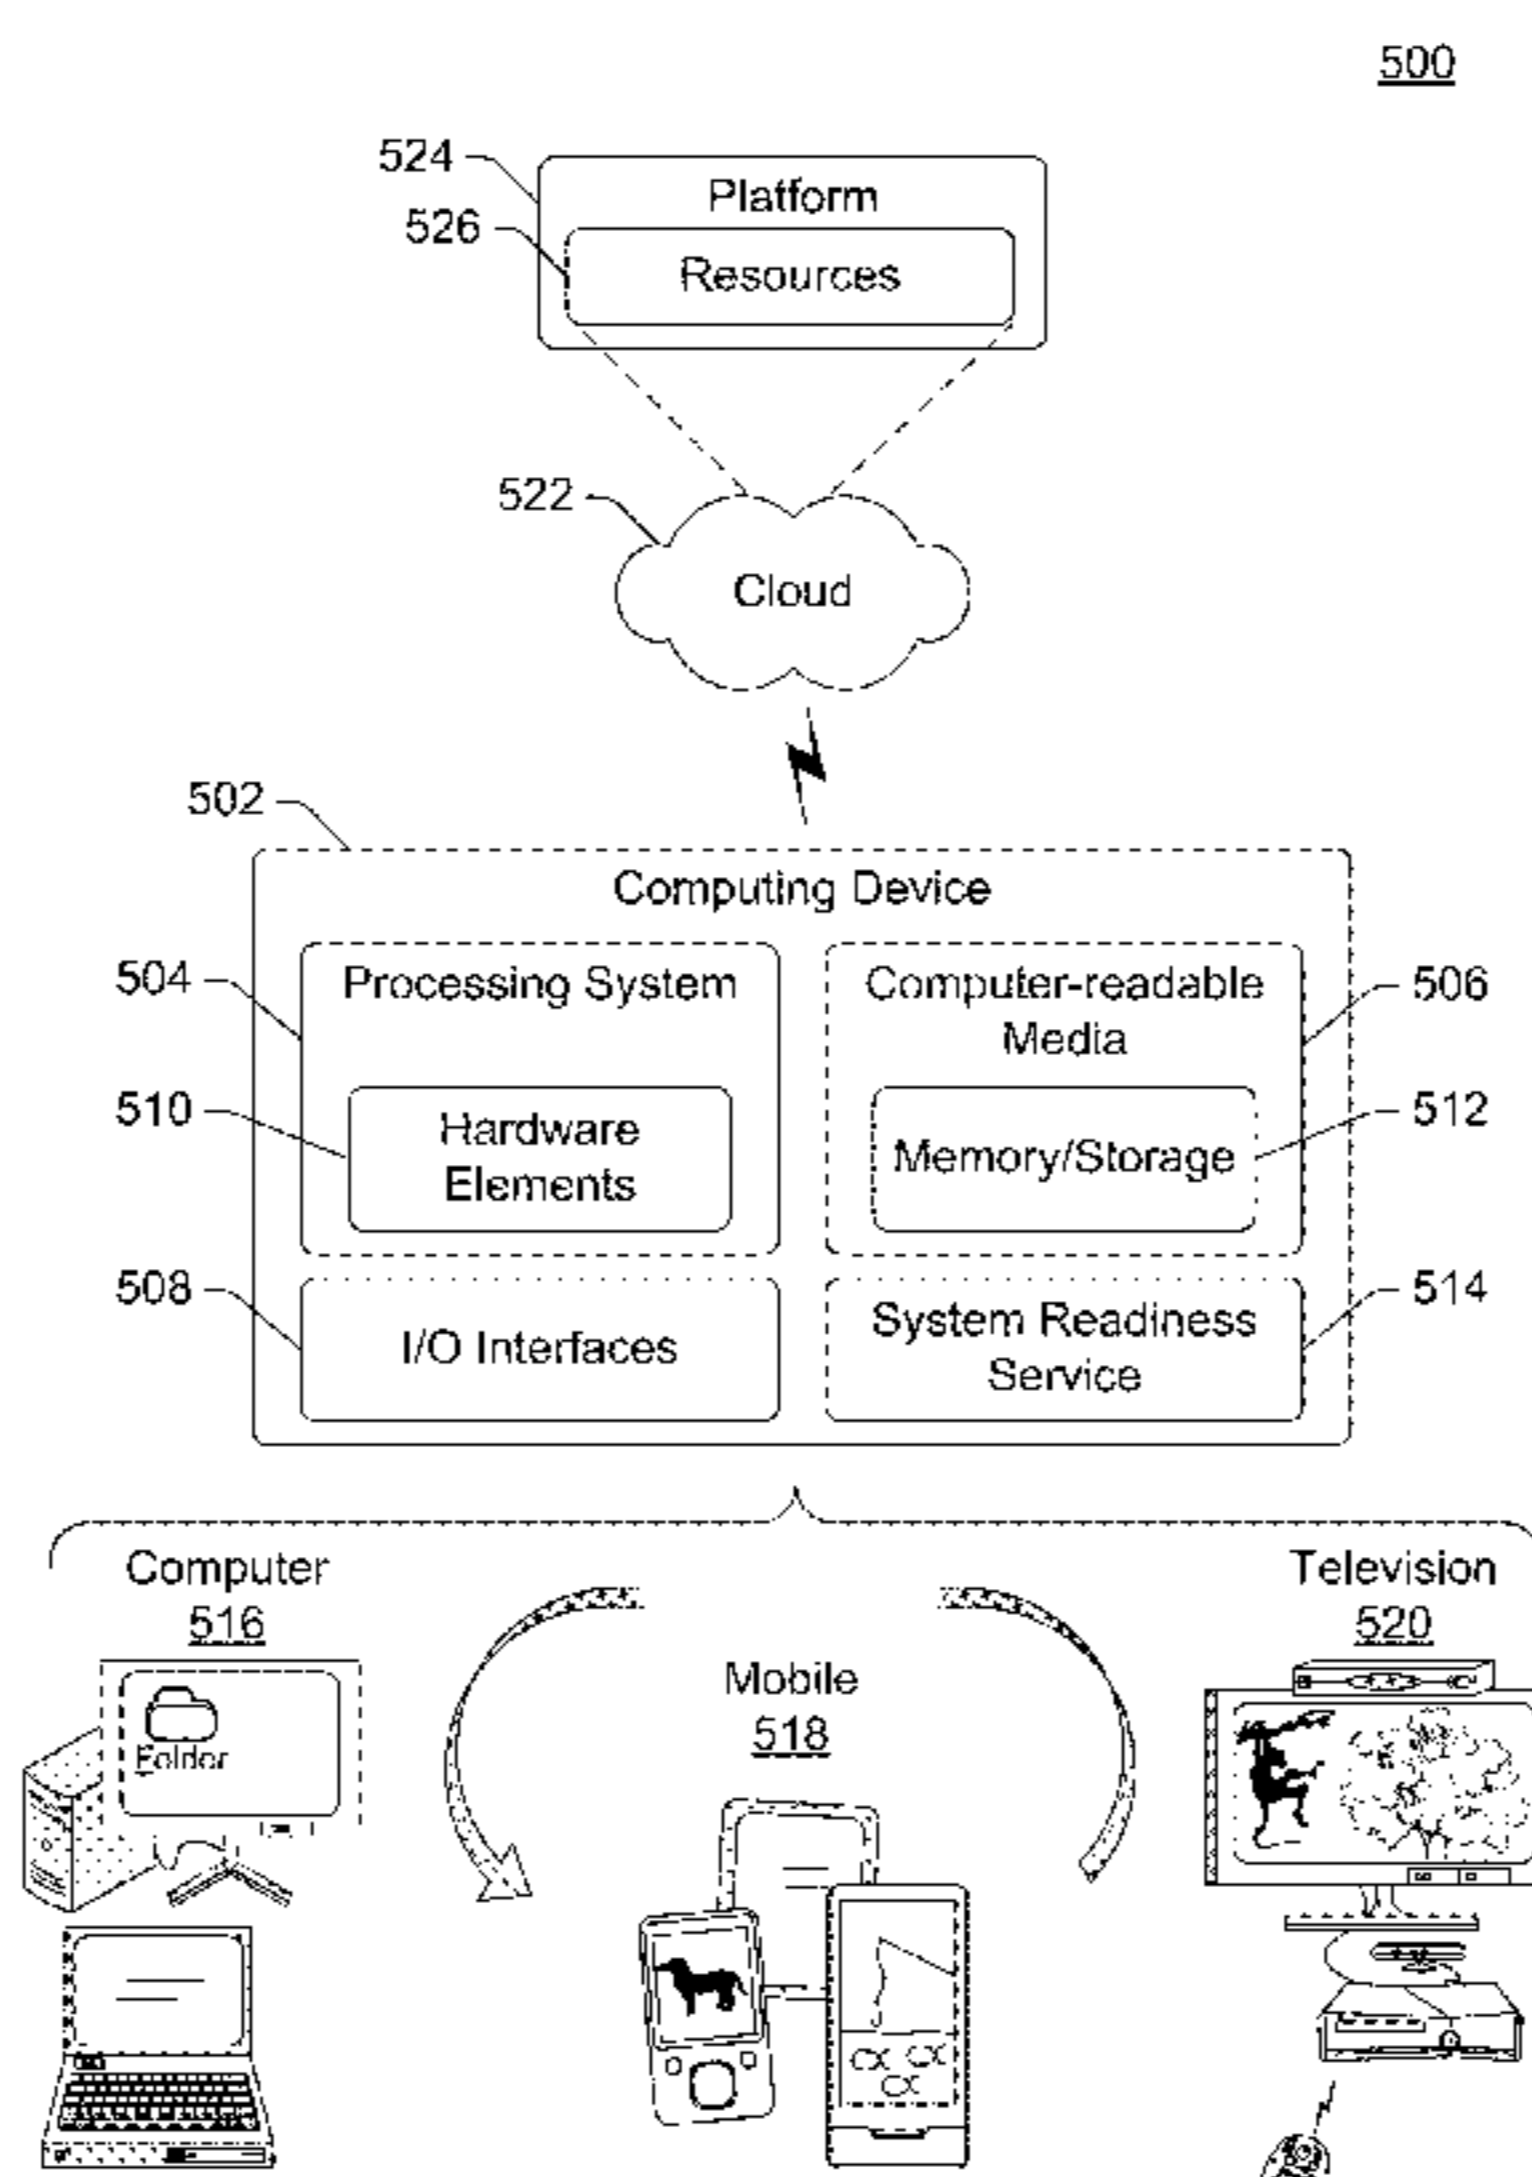 500
524
Platform
526
Resources
522
Cloud
502
Computing Device
504
Processing System
Computer-readable
Media
506
510
Hardware
Elements
Memory/Storage
512
508
I/O Interfaces
System Readiness
Service
514
Computer
516
Television
520
Mobile
518
Folder